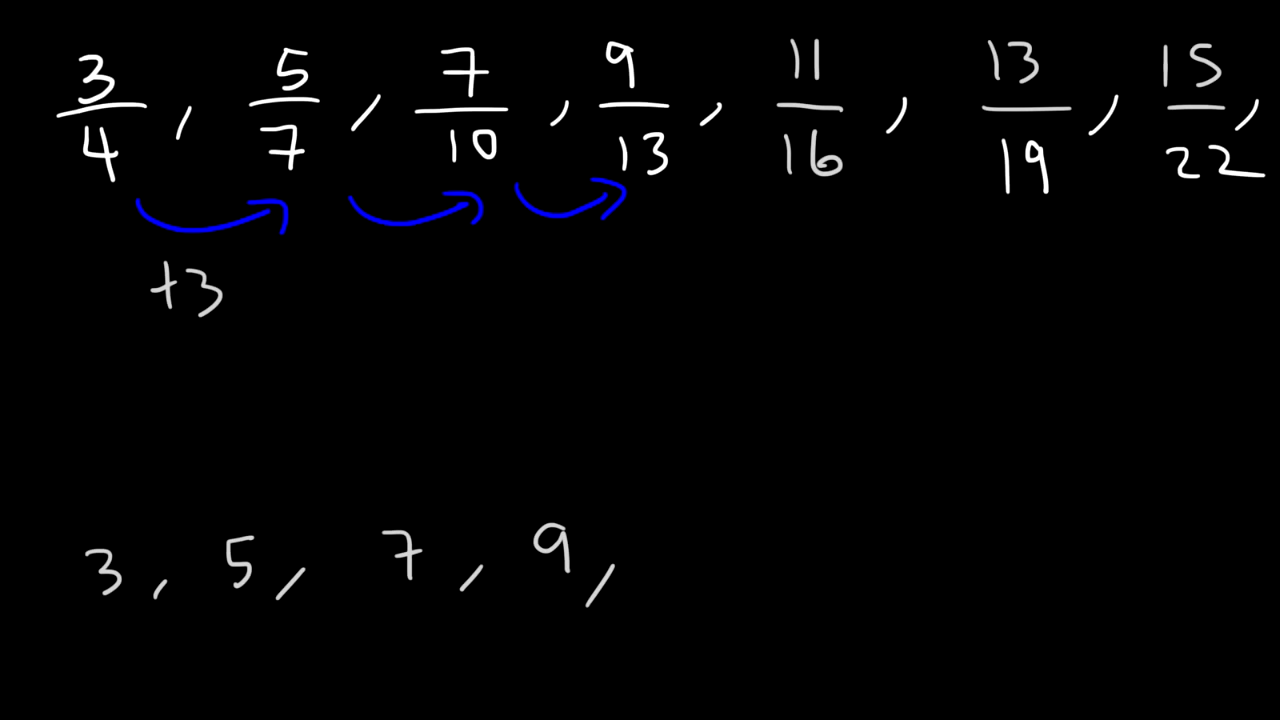 3/4, 5/7, 7/10, 9/13, 11/16, 13/19, 15/22,
+3
3, 5, 7, 9,